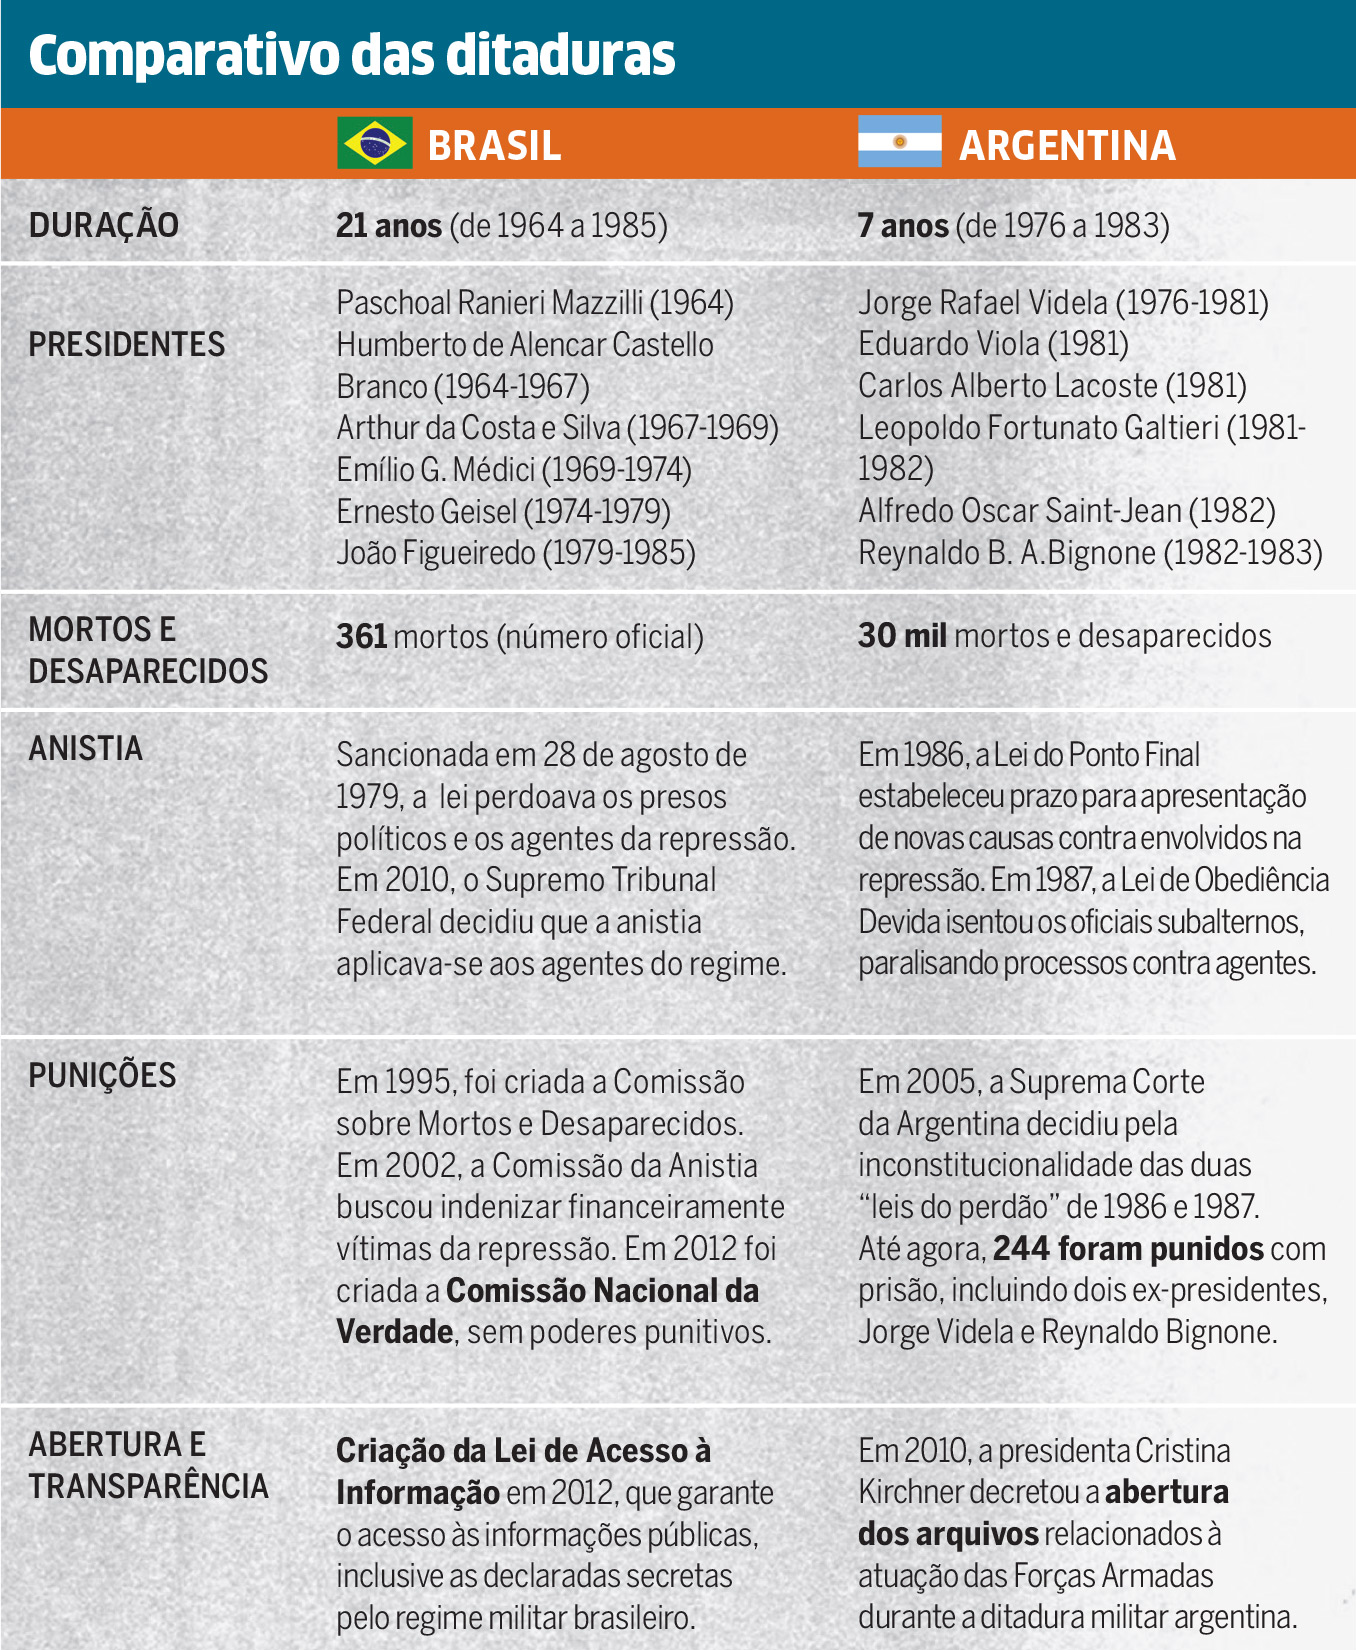 Comparativo das ditaduras
BRASIL
ARGENTINA
DURAÇÃO
21 anos (de 1964 a 1985)
7 anos (de 1976 a 1983)
PRESIDENTES
Paschoal Ranieri Mazzilli (1964)
Humberto de Alencar Castello
Branco (1964-1967)
Arthur da Costa e Silva (1967-1969)
Emílio G. Médici (1969-1974)
Ernesto Geisel (1974-1979)
João Figueiredo (1979-1985)
Jorge Rafael Videla (1976-1981)
Eduardo Viola (1981)
Carlos Alberto Lacoste (1981)
Leopoldo Fortunato Galtieri (1981-
1982)
Alfredo Oscar Saint-Jean (1982)
Reynaldo B. A.Bignone (1982-1983)
MORTOS E
DESAPARECIDOS
361 mortos (número oficial)
30 mil mortos e desaparecidos
ANISTIA
Sancionada em 28 de agosto de
1979, a lei perdoava os presos
políticos e os agentes da repressão.
Em 2010, o Supremo Tribunal
Federal decidiu que a anistia
aplicava-se aos agentes do regime.
Em 1986, a Lei do Ponto Final
estabeleceu prazo para apresentação
de novas causas contra envolvidos na
repressão. Em 1987, a Lei de Obediência
Devida isentou os oficiais subalternos,
paralisando processos contra agentes.
PUNIÇÕES
Em 1995, foi criada a Comissão
sobre Mortos e Desaparecidos.
Em 2002, a Comissão da Anistia
buscou indenizar financeiramente
vítimas da repressão. Em 2012 foi
criada a Comissão Nacional da
Verdade, sem poderes punitivos.
Em 2005, a Suprema Corte
da Argentina decidiu pela
inconstitucionalidade das duas
“leis do perdão” de 1986 e 1987.
Até agora, 244 foram punidos com
prisão, incluindo dois ex-presidentes,
Jorge Videla e Reynaldo Bignone.
ABERTURA E
TRANSPARÊNCIA
Criação da Lei de Acesso à
Informação em 2012, que garante
o acesso às informações públicas,
inclusive as declaradas secretas
pelo regime militar brasileiro.
Em 2010, a presidenta Cristina
Kirchner decretou a abertura
dos arquivos relacionados à
atuação das Forças Armadas
durante a ditadura militar argentina.